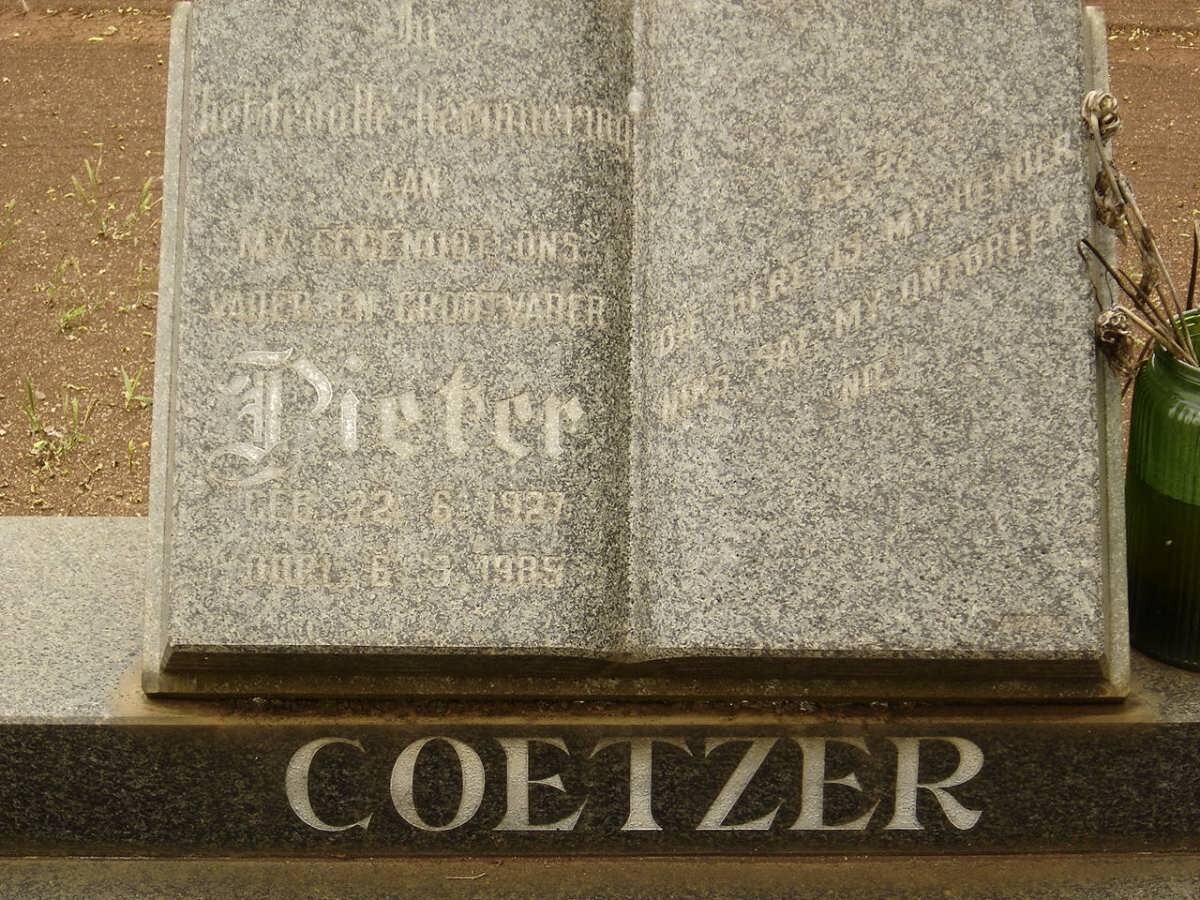 In
liefdevolle herinnering
AAN
MY EGGENOOT, ONS
VADER EN GROOTVADER
Pieter
GEB. 22. 6. 1927
OORL. 6. 3. 1985
PS. 23
DIE HERE IS MY HERDER
NIKS SAL MY ONTBREEK
NIE.
COETZER